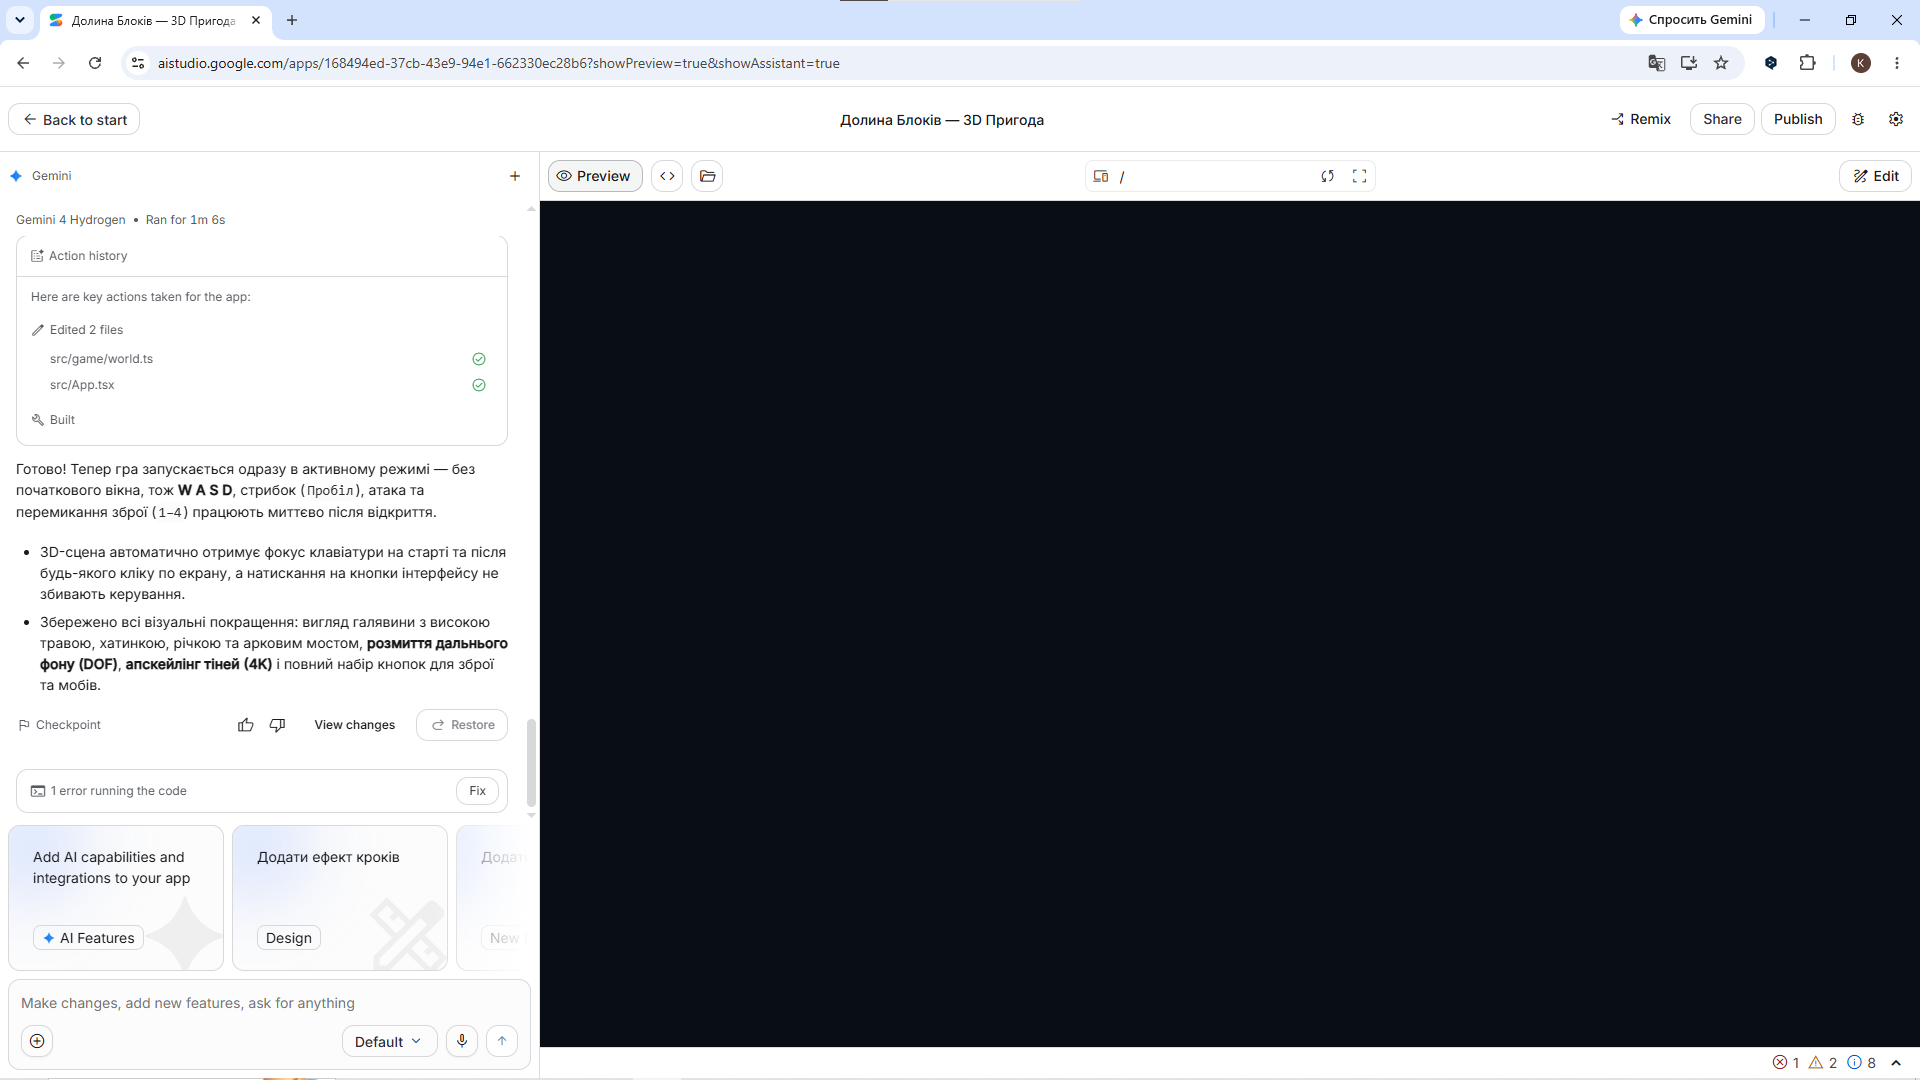 Долина Блоків — 3D Пригода
Спросить Gemini
aistudio.google.com/apps/168494ed-37cb-43e9-94e1-662330ec28b6?showPreview=true&showAssistant=true
K
Back to start
Долина Блоків — 3D Пригода
Remix
Share
Publish
Gemini
Preview
/
Edit
Gemini 4 Hydrogen • Ran for 1m 6s
Action history
Here are key actions taken for the app:
Edited 2 files
src/game/world.ts
src/App.tsx
Built
Готово! Тепер гра запускається одразу в активному режимі — без
початкового вікна, тож W A S D, стрибок (Пробіл), атака та
перемикання зброї (1–4) працюють миттєво після відкриття.
• 3D-сцена автоматично отримує фокус клавіатури на старті та після
будь-якого кліку по екрану, а натискання на кнопки інтерфейсу не
збивають керування.
• Збережено всі візуальні покращення: вигляд галявини з високою
травою, хатинкою, річкою та арковим мостом, розмиття дальнього
фону (DOF), апскейлінг тіней (4K) і повний набір кнопок для зброї
та мобів.
Checkpoint
View changes
Restore
1 error running the code
Fix
Add AI capabilities and
integrations to your app
AI Features
Додати ефект кроків
Design
New
Make changes, add new features, ask for anything
Default
1
2
8